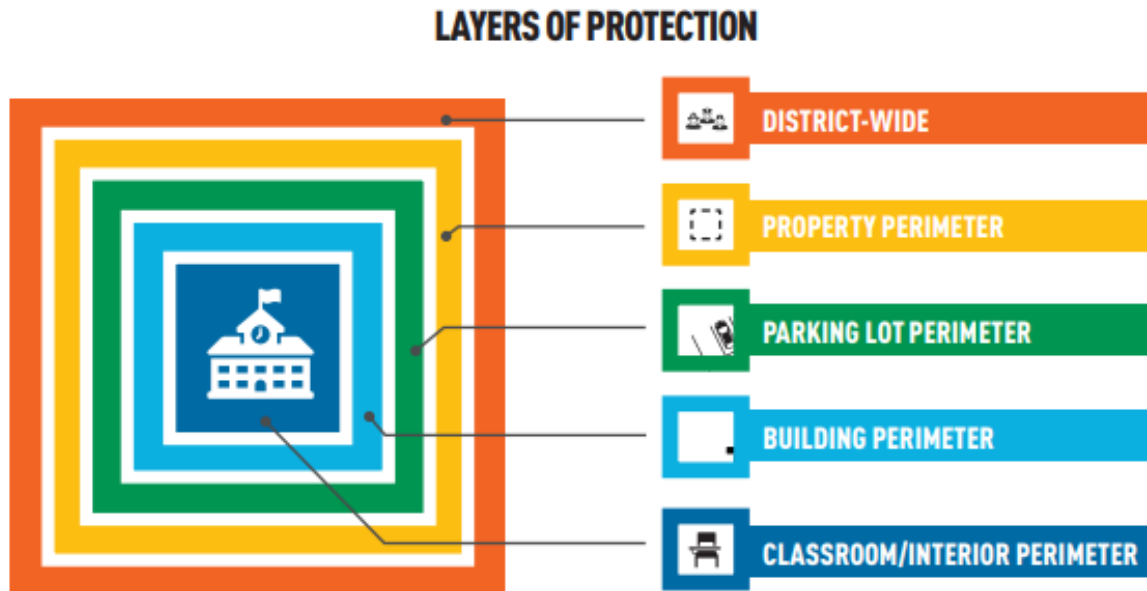 LAYERS OF PROTECTION
DISTRICT-WIDE
PROPERTY PERIMETER
PARKING LOT PERIMETER
BUILDING PERIMETER
CLASSROOM/INTERIOR PERIMETER